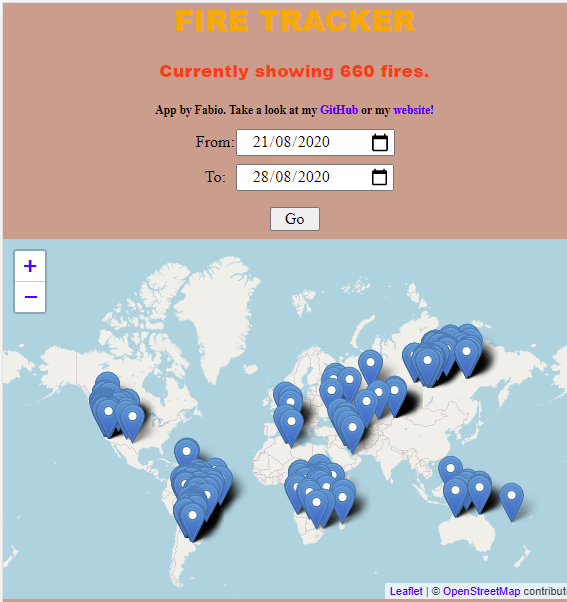 FIRE TRACKER
Currently showing 660 fires.
App by Fabio. Take a look at my GitHub or my website!
From: 21/08/2020
To: 28/08/2020
Go
+
−
Leaflet | © OpenStreetMap contribut